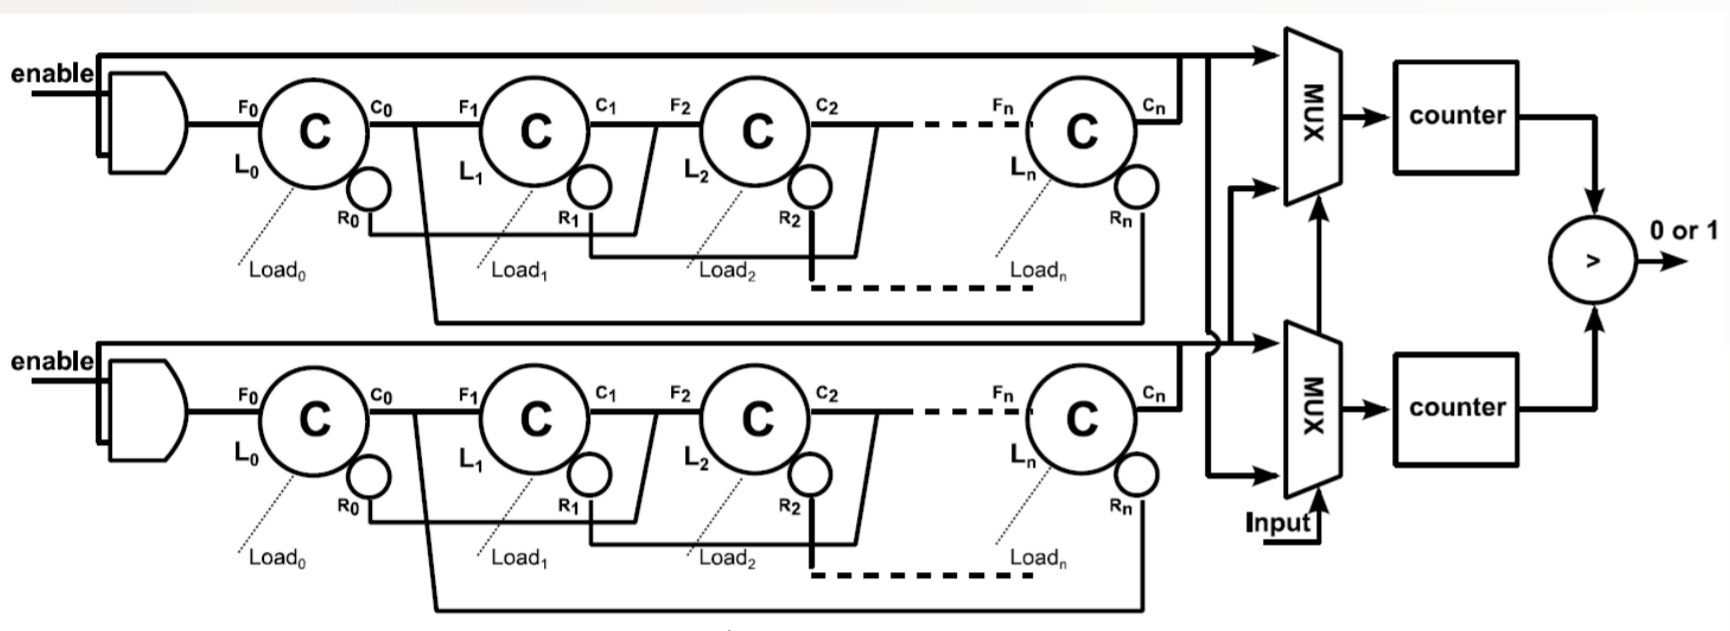 enable
F₀ C C₀ F₁ C C₁ F₂ C C₂ Fₙ C Cₙ
L₀ L₁ L₂ Lₙ
R₀ R₁ R₂ Rₙ
Load₀ Load₁ Load₂ Loadₙ
MUX
counter
0 or 1
>
enable
F₀ C C₀ F₁ C C₁ F₂ C C₂ Fₙ C Cₙ
L₀ L₁ L₂ Lₙ
R₀ R₁ R₂ Rₙ
Load₀ Load₁ Load₂ Loadₙ
MUX
counter
Input